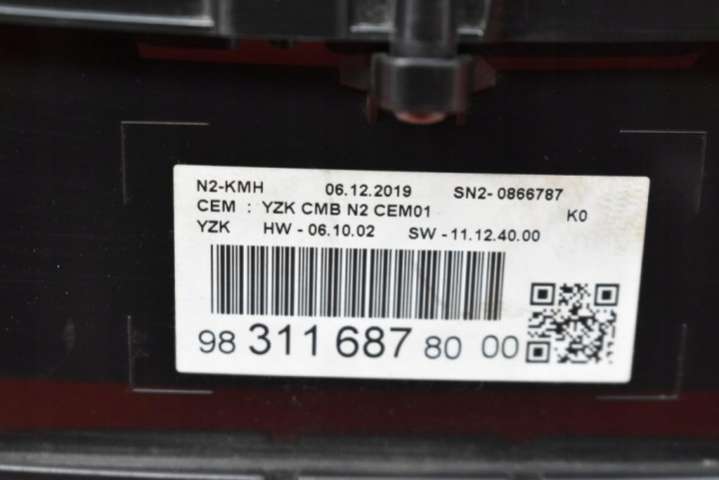 N2-KMH 06.12.2019 SN2- 0866787
CEM : YZK CMB N2 CEM01 K0
YZK HW - 06.10.02 SW - 11.12.40.00
98 311 687 80 00